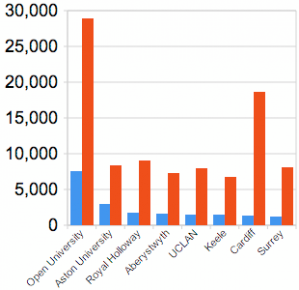 30,000
25,000
20,000
15,000
10,000
5,000
0
Open University
Aston University
Royal Holloway
Aberystwyth
UCLAN
Keele
Cardiff
Surrey